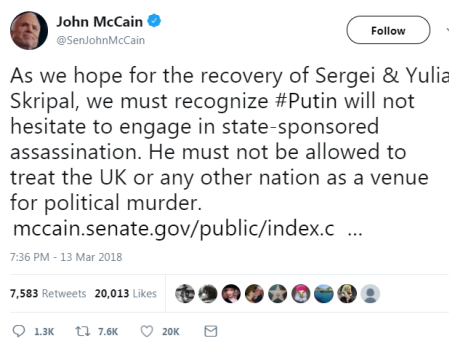 John McCain
@SenJohnMcCain
Follow
As we hope for the recovery of Sergei & Yulia
Skripal, we must recognize #Putin will not
hesitate to engage in state-sponsored
assassination. He must not be allowed to
treat the UK or any other nation as a venue
for political murder.
mccain.senate.gov/public/index.c …
7:36 PM - 13 Mar 2018
7,583 Retweets 20,013 Likes
1.3K 7.6K 20K